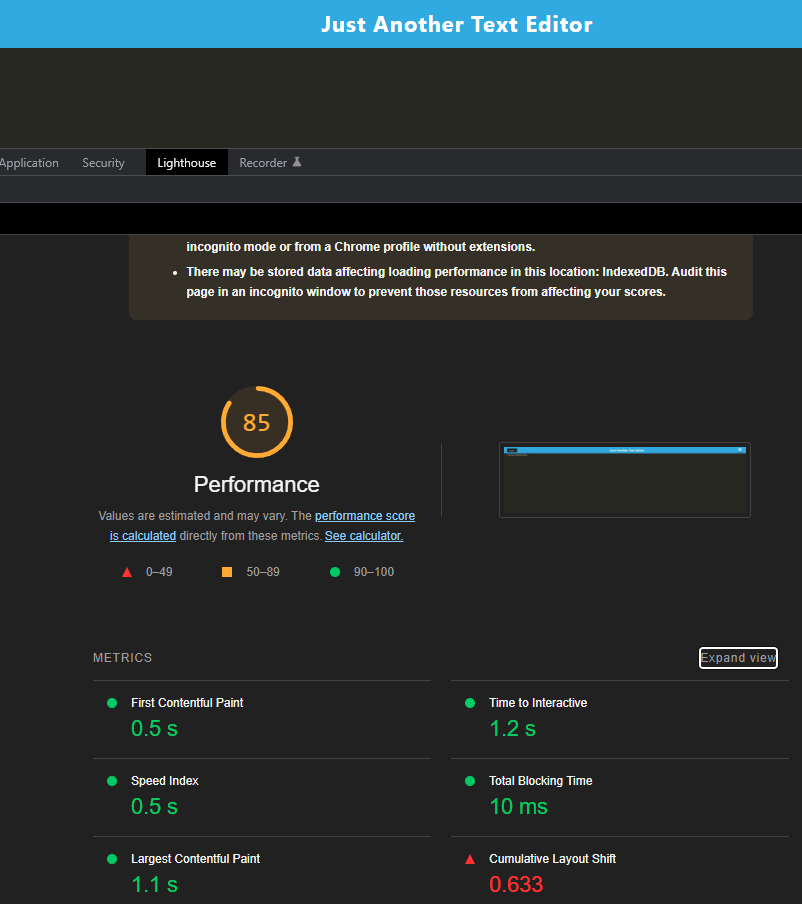 Just Another Text Editor
Application Security Lighthouse Recorder
incognito mode or from a Chrome profile without extensions.
• There may be stored data affecting loading performance in this location: IndexedDB. Audit this
page in an incognito window to prevent those resources from affecting your scores.
85
Performance
Values are estimated and may vary. The performance score
is calculated directly from these metrics. See calculator.
0–49 50–89 90–100
METRICS
Expand view
First Contentful Paint
0.5 s
Time to Interactive
1.2 s
Speed Index
0.5 s
Total Blocking Time
10 ms
Largest Contentful Paint
1.1 s
Cumulative Layout Shift
0.633